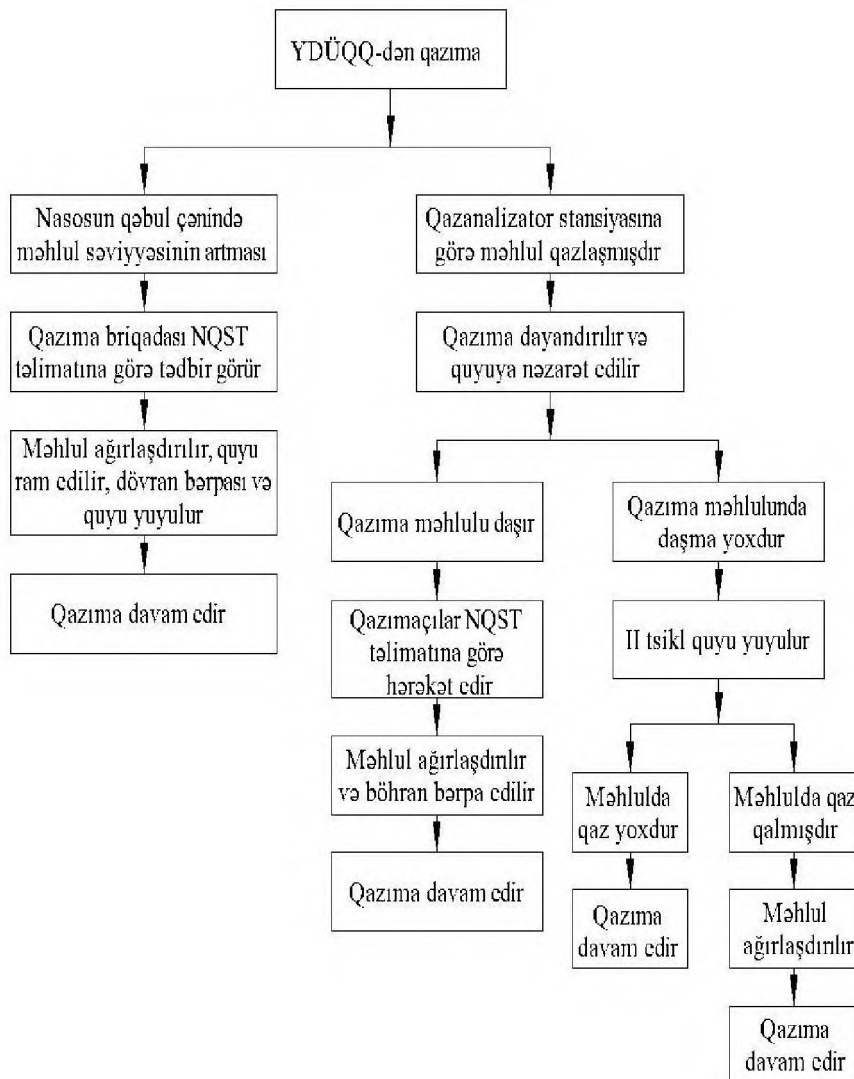 YDÜQQ-dən qazıma
Nasosun qəbul çənində
məhlul səviyyəsinin artması
Qazıma briqadası NQST
təlimatına görə tədbir görür
Məhlul ağırlaşdırılır, quyu
ram edilir, dövran bərpası və
quyu yuyulur
Qazıma davam edir
Qazanalizator stansiyasına
görə məhlul qazlaşmışdır
Qazıma dayandırılır və
quyuya nəzarət edilir
Qazıma məhlulu daşır
Qazımaçılar NQST
təlimatına görə
hərəkət edir
Məhlul ağırlaşdırılır
və böhran bərpa edilir
Qazıma davam edir
Qazıma məhlulunda
daşma yoxdur
II tsikl quyu yuyulur
Məhlulda
qaz yoxdur
Qazıma
davam edir
Məhlulda qaz
qalmışdır
Məhlul
ağırlaşdırılır
Qazıma
davam edir